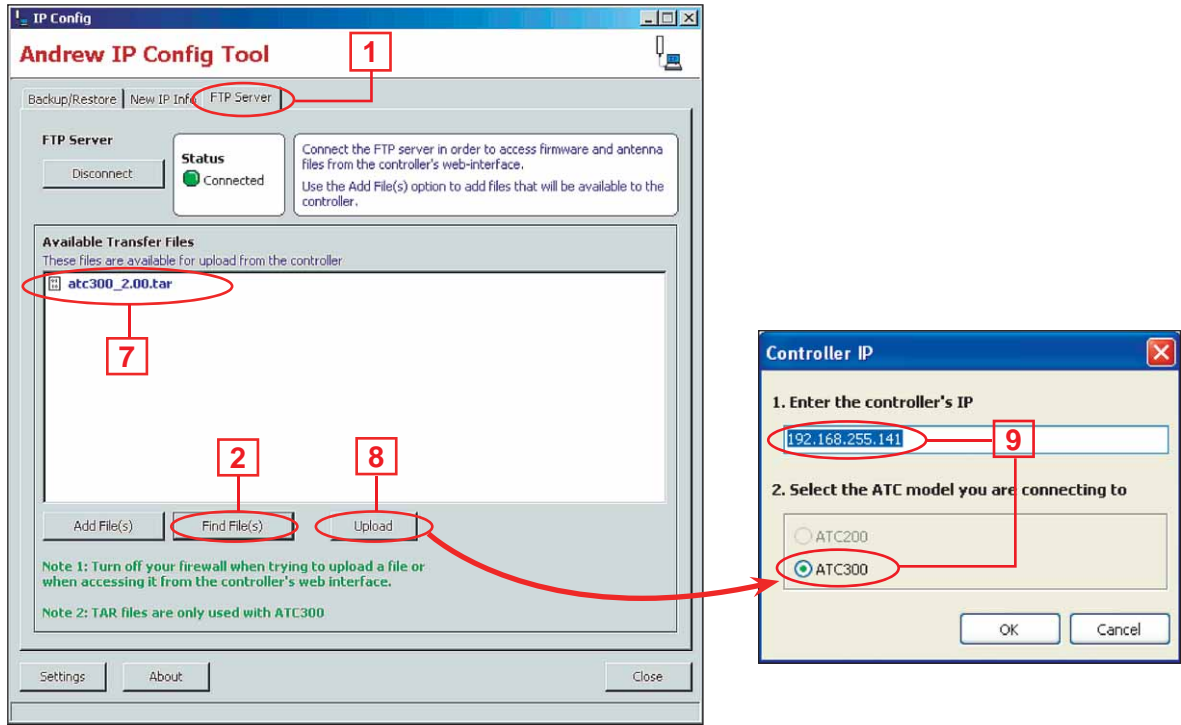 IP Config
Andrew IP Config Tool
1
Backup/Restore
New IP Info
FTP Server
FTP Server
Disconnect
Status
Connected
Connect the FTP server in order to access firmware and antenna
files from the controller's web-interface.
Use the Add File(s) option to add files that will be available to the
controller.
Available Transfer Files
These files are available for upload from the controller
atc300_2.00.tar
7
2
8
Add File(s)
Find File(s)
Upload
Note 1: Turn off your firewall when trying to upload a file or
when accessing it from the controller's web interface.
Note 2: TAR files are only used with ATC300
Settings
About
Close
Controller IP
1. Enter the controller's IP
192.168.255.141
9
2. Select the ATC model you are connecting to
ATC200
ATC300
OK
Cancel